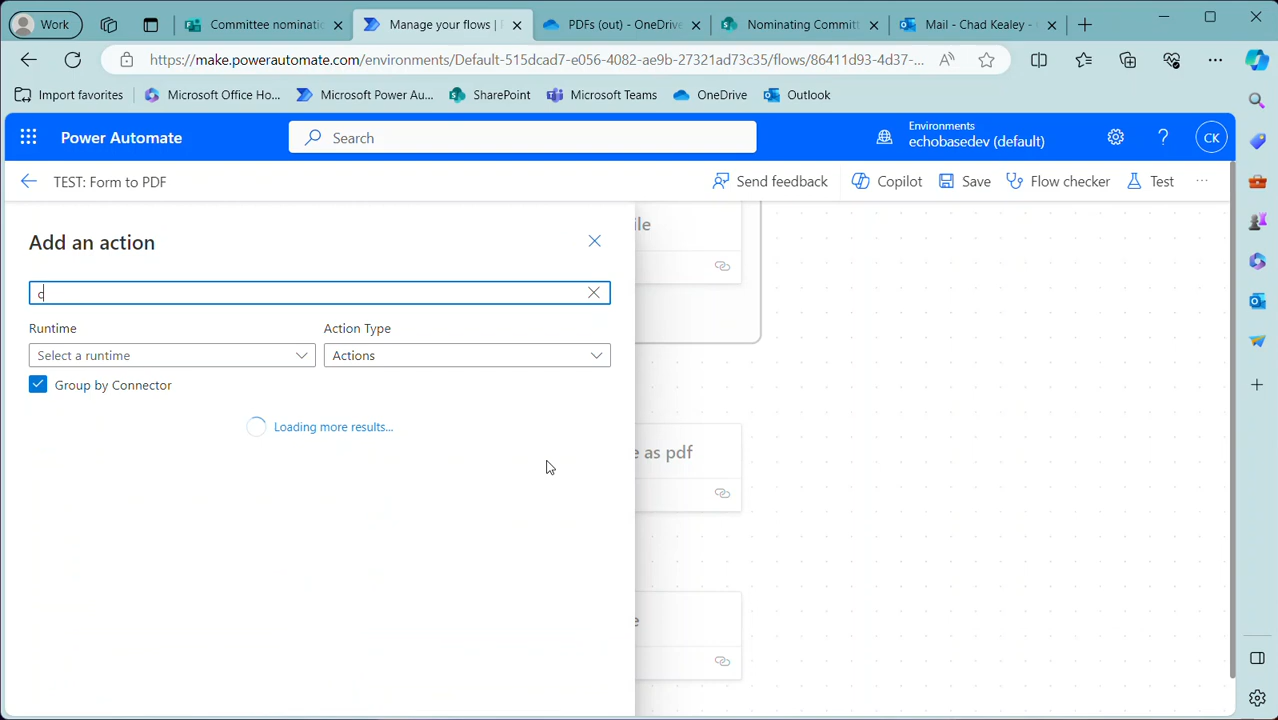 Work
Committee nominatio
Manage your flows | P
PDFs (out) - OneDrive
Nominating Committ
Mail - Chad Kealey -
https://make.powerautomate.com/environments/Default-515dcad7-e056-4082-ae9b-27321ad73c35/flows/86411d93-4d37-...
Import favorites
Microsoft Office Ho...
Microsoft Power Au...
SharePoint
Microsoft Teams
OneDrive
Outlook
Power Automate
Search
Environments
echobasedev (default)
CK
TEST: Form to PDF
Send feedback
Copilot
Save
Flow checker
Test
Add an action
ile
c
Runtime
Action Type
Select a runtime
Actions
Group by Connector
Loading more results...
e as pdf
e